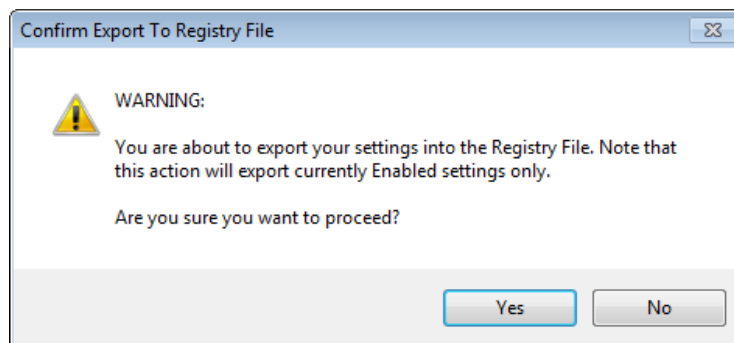 Confirm Export To Registry File
WARNING:
You are about to export your settings into the Registry File. Note that
this action will export currently Enabled settings only.
Are you sure you want to proceed?
Yes
No